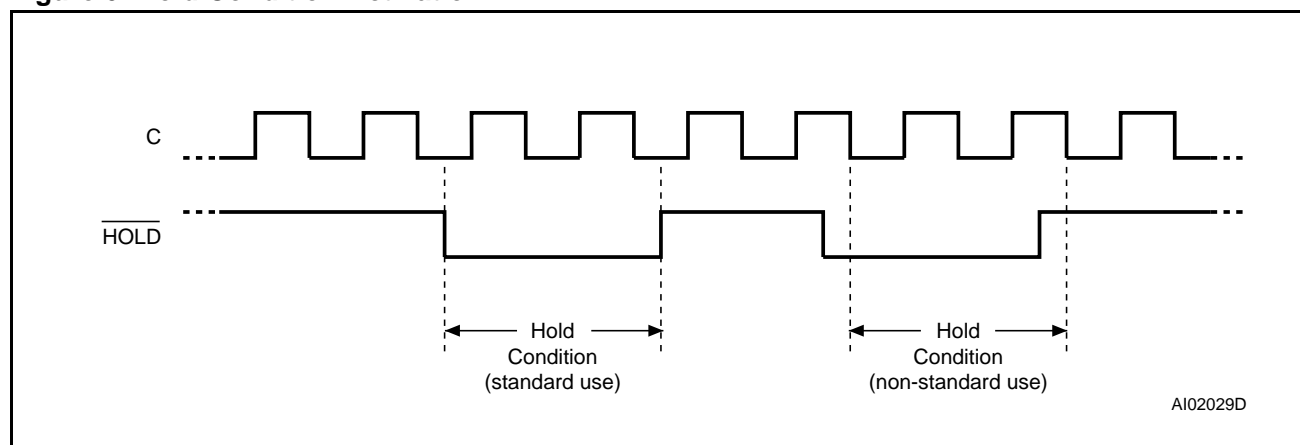 C
HOLD
Hold
Condition
(standard use)
Hold
Condition
(non-standard use)
AI02029D